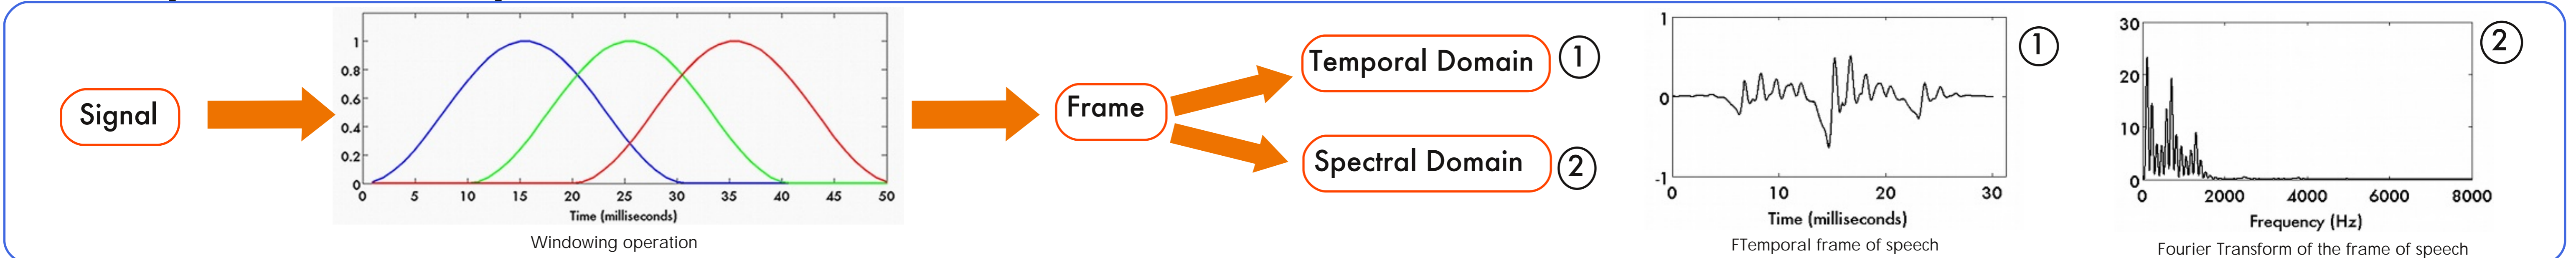 Signal
1
0.8
0.6
0.4
0.2
0
0 5 10 15 20 25 30 35 40 45 50
Time (milliseconds)
Windowing operation
Frame
Temporal Domain 1
Spectral Domain 2
1
0
-1
0 10 20 30
Time (milliseconds)
FTemporal frame of speech
1
30
20
10
0
0 2000 4000 6000 8000
Frequency (Hz)
Fourier Transform of the frame of speech
2